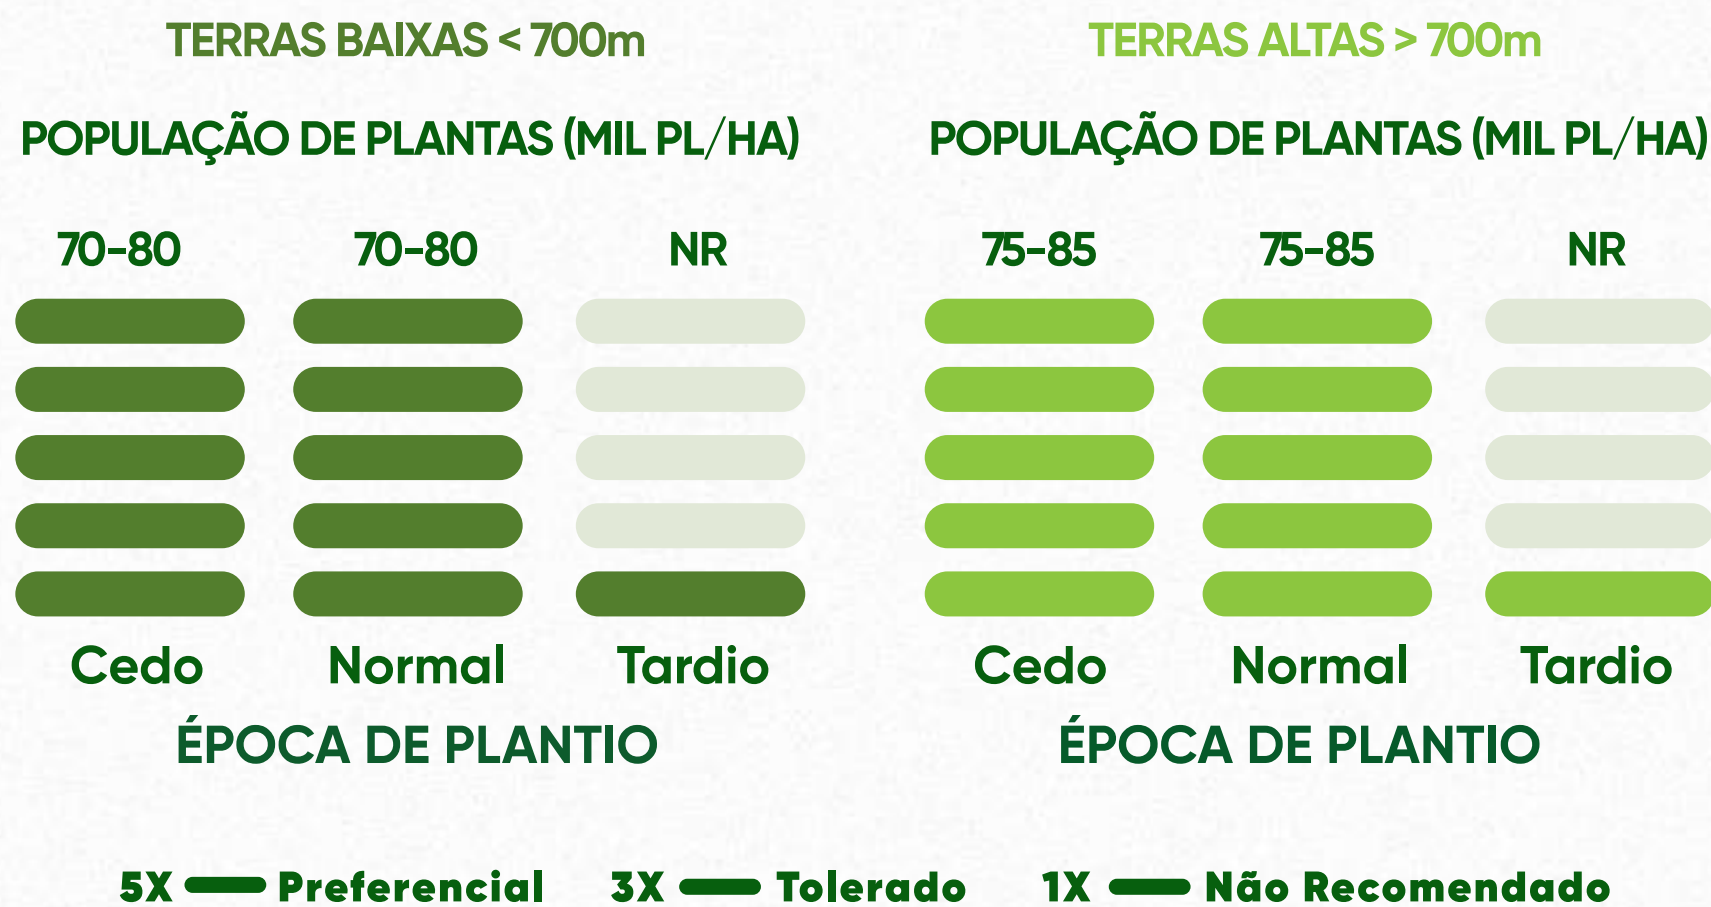 TERRAS BAIXAS < 700m
POPULAÇÃO DE PLANTAS (MIL PL/HA)
70-80 70-80 NR
Cedo Normal Tardio
ÉPOCA DE PLANTIO
TERRAS ALTAS > 700m
POPULAÇÃO DE PLANTAS (MIL PL/HA)
75-85 75-85 NR
Cedo Normal Tardio
ÉPOCA DE PLANTIO
5X Preferencial 3X Tolerado 1X Não Recomendado